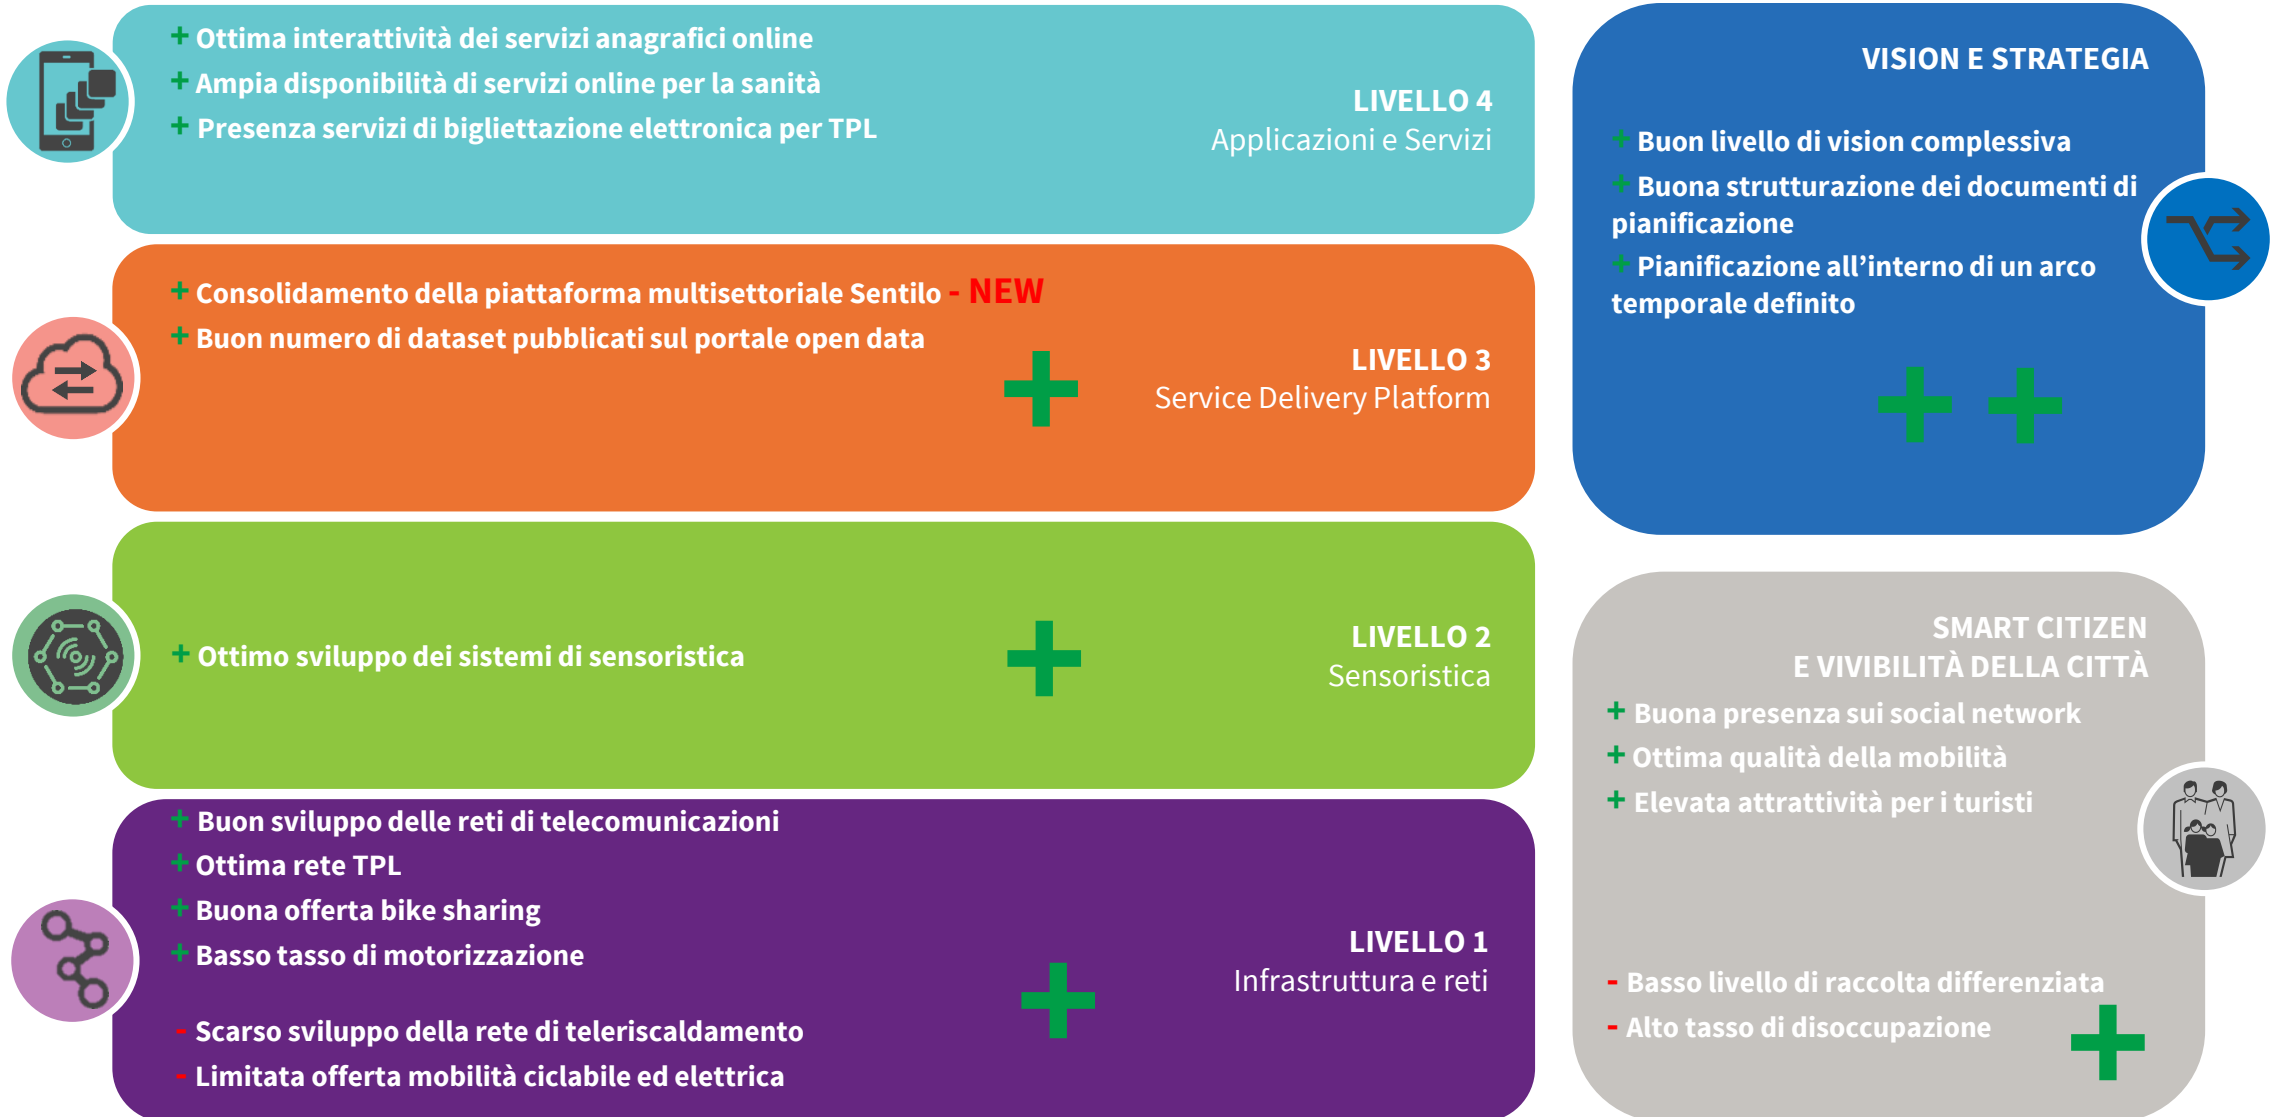 + Ottima interattività dei servizi anagrafici online
+ Ampia disponibilità di servizi online per la sanità
+ Presenza servizi di bigliettazione elettronica per TPL
LIVELLO 4
Applicazioni e Servizi
+ Consolidamento della piattaforma multisettoriale Sentilo - NEW
+ Buon numero di dataset pubblicati sul portale open data
+
LIVELLO 3
Service Delivery Platform
+ Ottimo sviluppo dei sistemi di sensoristica
+
LIVELLO 2
Sensoristica
+ Buon sviluppo delle reti di telecomunicazioni
+ Ottima rete TPL
+ Buona offerta bike sharing
+ Basso tasso di motorizzazione
- Scarso sviluppo della rete di teleriscaldamento
- Limitata offerta mobilità ciclabile ed elettrica
+
LIVELLO 1
Infrastruttura e reti
VISION E STRATEGIA
+ Buon livello di vision complessiva
+ Buona strutturazione dei documenti di
pianificazione
+ Pianificazione all’interno di un arco
temporale definito
+ +
SMART CITIZEN
E VIVIBILITÀ DELLA CITTÀ
+ Buona presenza sui social network
+ Ottima qualità della mobilità
+ Elevata attrattività per i turisti
- Basso livello di raccolta differenziata
- Alto tasso di disoccupazione
+